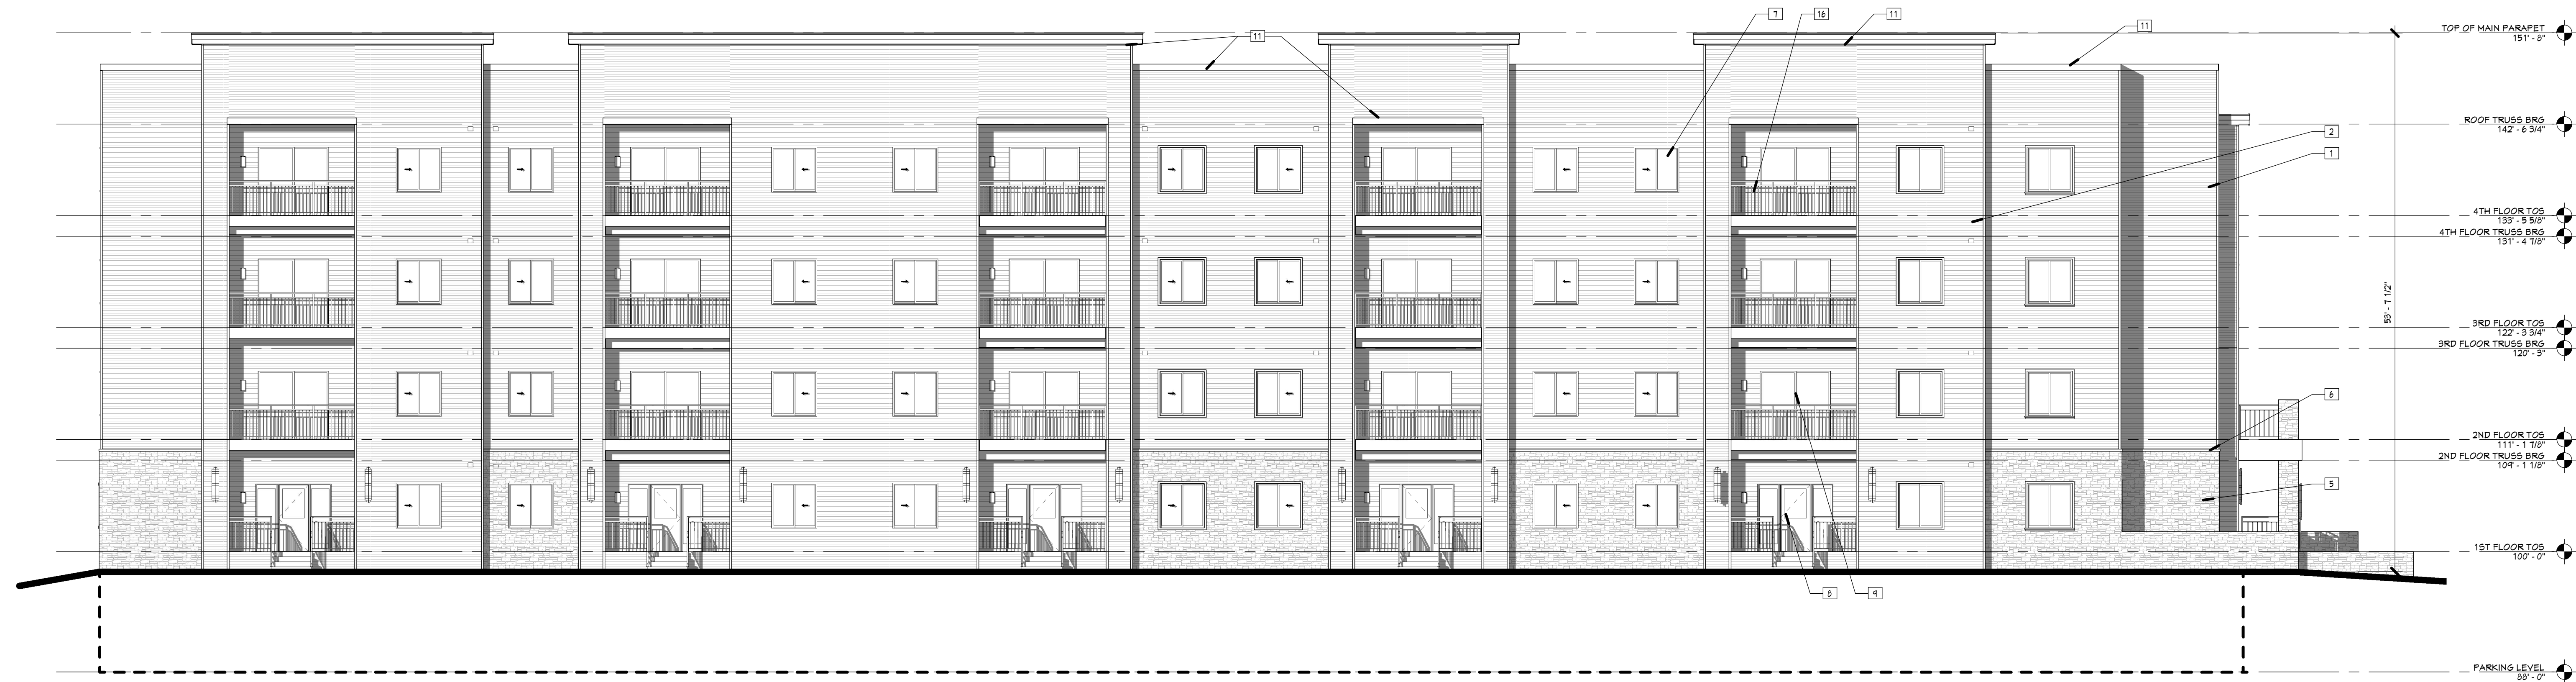 7
16
11
11
11
TOP OF MAIN PARAPET
151' - 8"
ROOF TRUSS BRG
142' - 6 3/4"
2
1
4TH FLOOR TOS
133' - 5 5/8"
4TH FLOOR TRUSS BRG
131' - 4 7/8"
53' - 7 1/2"
3RD FLOOR TOS
122' - 3 3/4"
3RD FLOOR TRUSS BRG
120' - 3"
6
2ND FLOOR TOS
111' - 1 7/8"
2ND FLOOR TRUSS BRG
109' - 1 1/8"
5
1ST FLOOR TOS
100' - 0"
8
9
PARKING LEVEL
88' - 0"